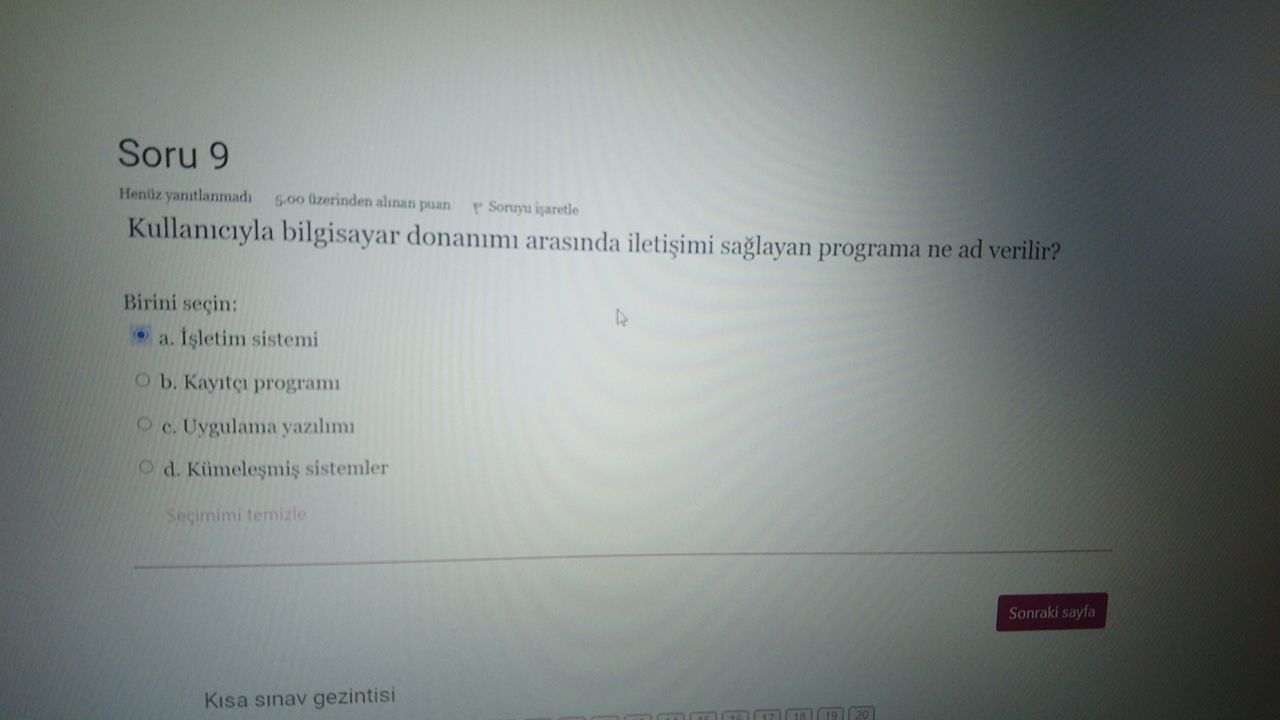 Soru 9
Henüz yanıtlanmadı 5,00 üzerinden alınan puan Soruyu işaretle
Kullanıcıyla bilgisayar donanımı arasında iletişimi sağlayan programa ne ad verilir?
Birini seçin:
a. İşletim sistemi
b. Kayıtçı programı
c. Uygulama yazılımı
d. Kümeleşmiş sistemler
Seçimimi temizle
Sonraki sayfa
Kısa sınav gezintisi
15 16 17 18 19 20